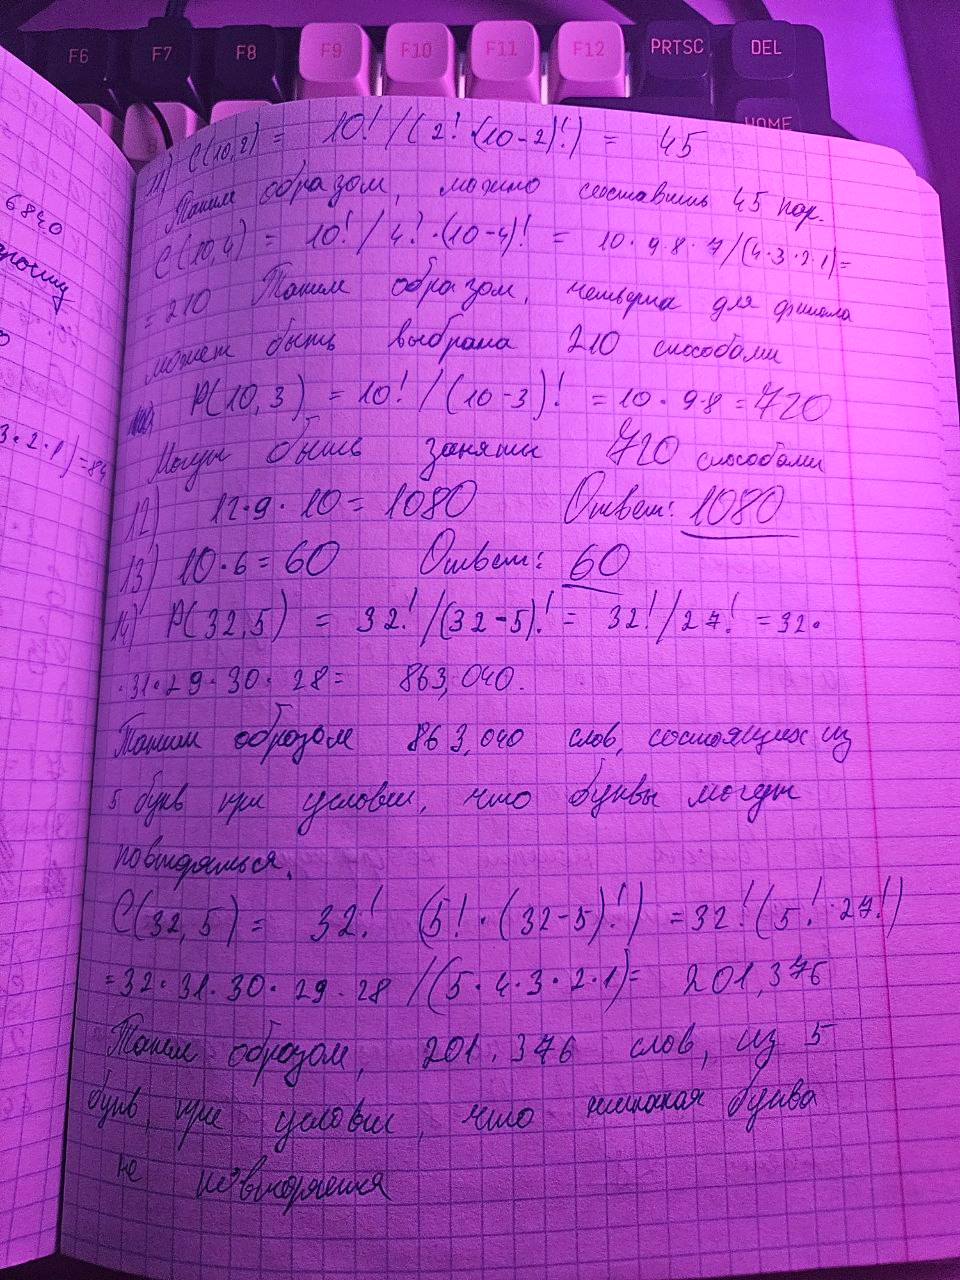 F6 F7 F8 F9 F10 F11 F12 PRTSC DEL
HOME
6840
3·2·1)=84
11) C(10,2) = 10! / (2! (10-2)!) = 45
Таким образом, можно составить 45 пар.
C(10,4) = 10! / 4! · (10-4)! = 10·9·8·7/(4·3·2·1)=
= 210 Таким образом, четверка для финала
может быть выбрана 210 способами
P(10,3) = 10! / (10-3)! = 10·9·8 = 720
Могут быть заняты 720 способами
12) 12·9·10 = 1080 Ответ: 1080
13) 10·6 = 60 Ответ: 60
14) P(32,5) = 32! / (32-5)! = 32! / 27! = 32·
·31·29·30·28 = 863,040.
Таким образом 863,040 слов, состоящих из
5 букв при условии, что буквы могут
повторяться.
C(32,5) = 32! (5! · (32-5)!) = 32! (5! · 27!)
= 32·31·30·29·28 / (5·4·3·2·1) = 201,376
Таким образом, 201.376 слов, из 5
букв, при условии, что никакая буква
не повторяется